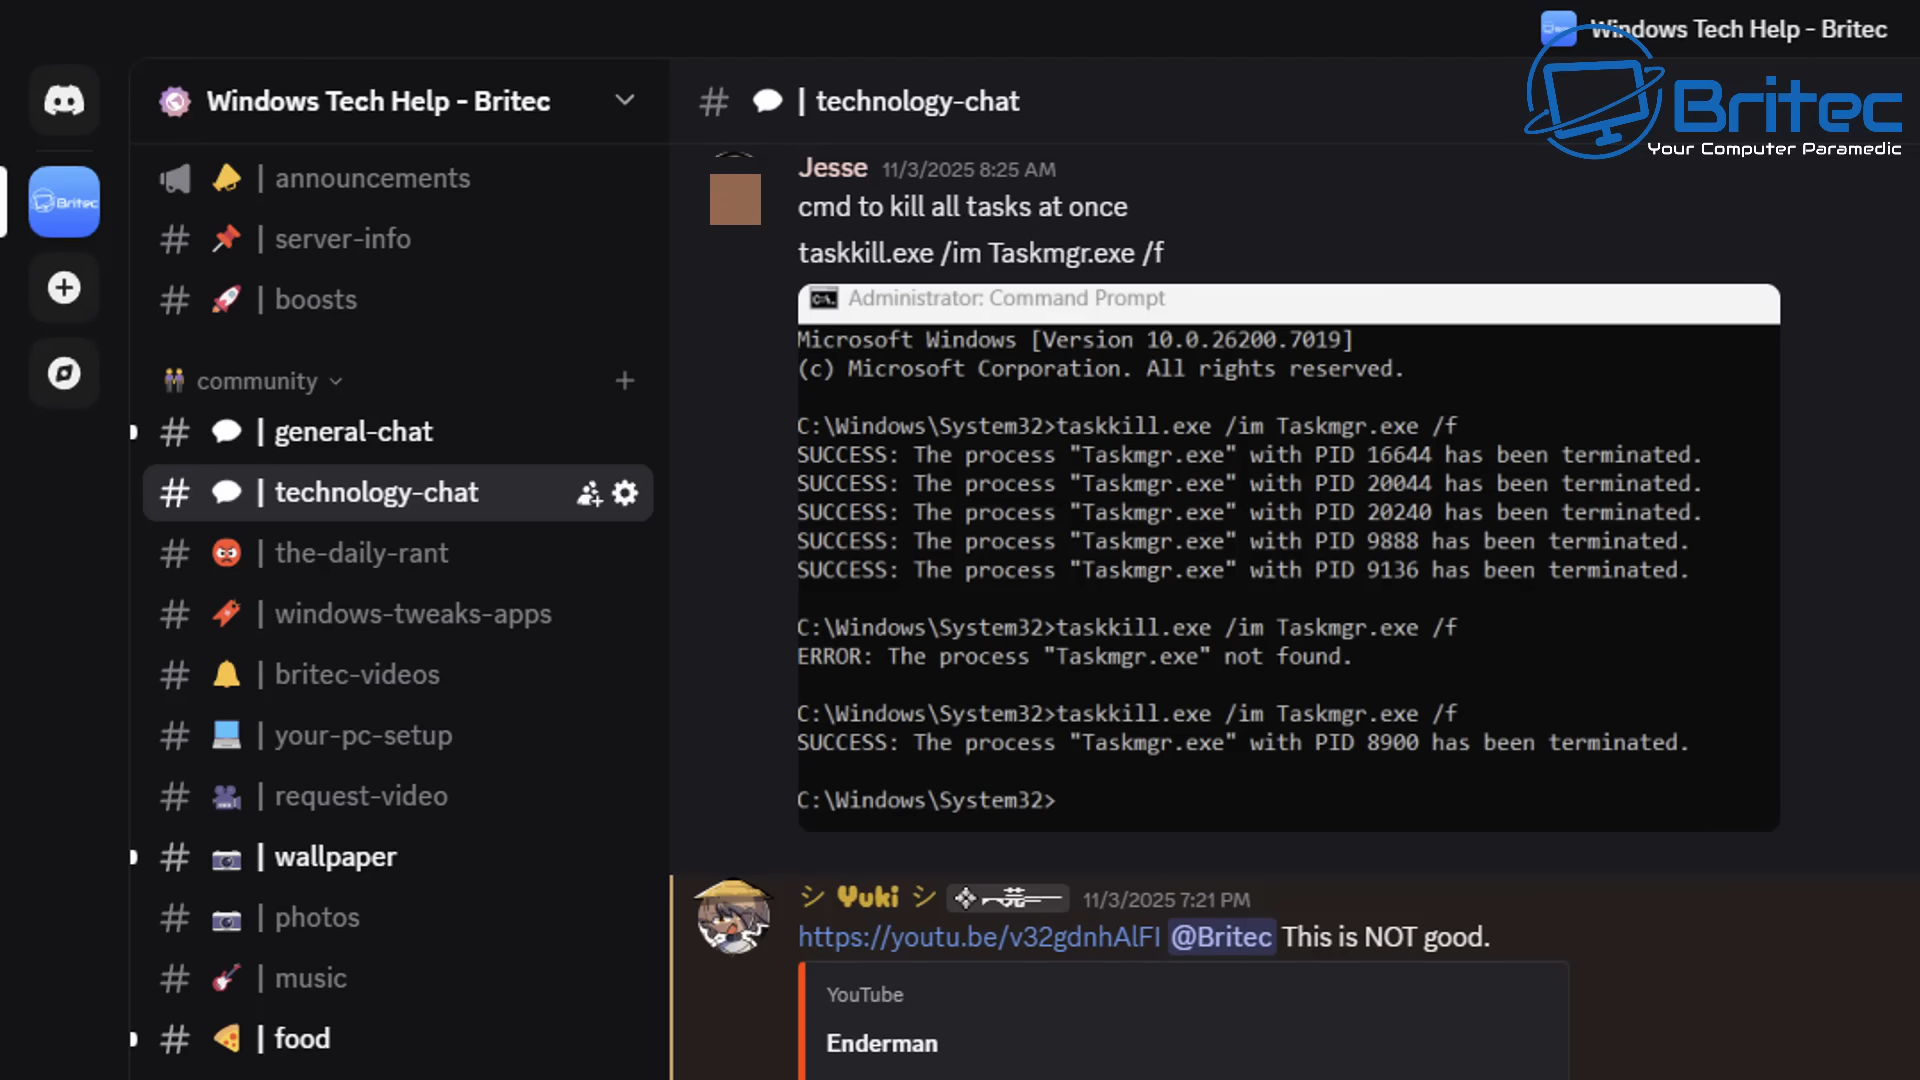 Windows Tech Help - Britec
Britec
Your Computer Paramedic
Windows Tech Help - Britec
Britec
| announcements
| server-info
| boosts
community
| general-chat
| technology-chat
| the-daily-rant
| windows-tweaks-apps
| britec-videos
| your-pc-setup
| request-video
| wallpaper
| photos
| music
| food
# | technology-chat
Jesse 11/3/2025 8:25 AM
cmd to kill all tasks at once
taskkill.exe /im Taskmgr.exe /f
Administrator: Command Prompt
Microsoft Windows [Version 10.0.26200.7019]
(c) Microsoft Corporation. All rights reserved.
C:\Windows\System32>taskkill.exe /im Taskmgr.exe /f
SUCCESS: The process "Taskmgr.exe" with PID 16644 has been terminated.
SUCCESS: The process "Taskmgr.exe" with PID 20044 has been terminated.
SUCCESS: The process "Taskmgr.exe" with PID 20240 has been terminated.
SUCCESS: The process "Taskmgr.exe" with PID 9888 has been terminated.
SUCCESS: The process "Taskmgr.exe" with PID 9136 has been terminated.
C:\Windows\System32>taskkill.exe /im Taskmgr.exe /f
ERROR: The process "Taskmgr.exe" not found.
C:\Windows\System32>taskkill.exe /im Taskmgr.exe /f
SUCCESS: The process "Taskmgr.exe" with PID 8900 has been terminated.
C:\Windows\System32>
シ Yuki シ 11/3/2025 7:21 PM
https://youtu.be/v32gdnhAlFI @Britec This is NOT good.
YouTube
Enderman